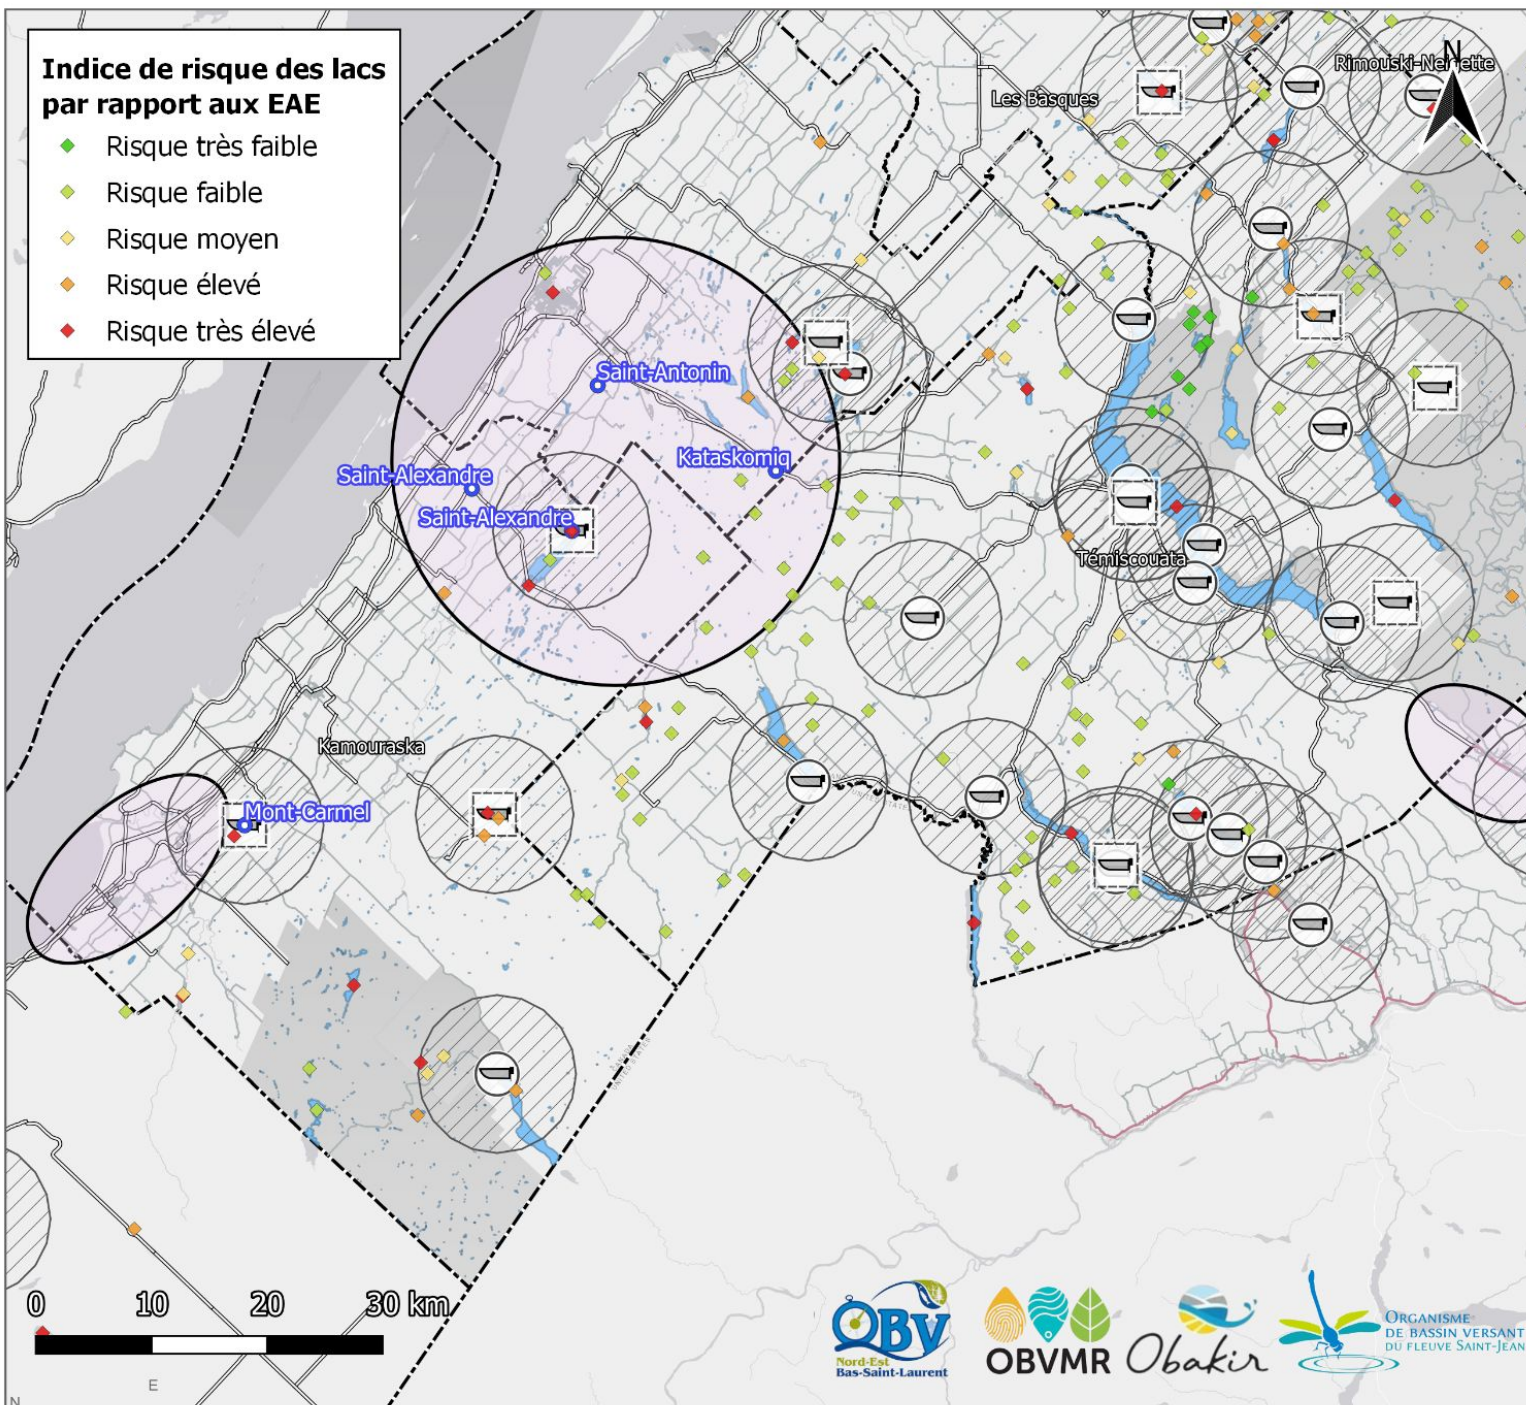 Indice de risque des lacs
par rapport aux EAE
Risque très faible
Risque faible
Risque moyen
Risque élevé
Risque très élevé
N
Rimouski-Neigette
Les Basques
Saint-Antonin
Saint-Alexandre
Kataskomiq
Saint-Alexandre
Témiscouata
Kamouraska
Mont-Carmel
0 10 20 30 km
OBV
Nord-Est
Bas-Saint-Laurent
OBVMR
Obakir
ORGANISME
DE BASSIN VERSANT
DU FLEUVE SAINT-JEAN
E
N